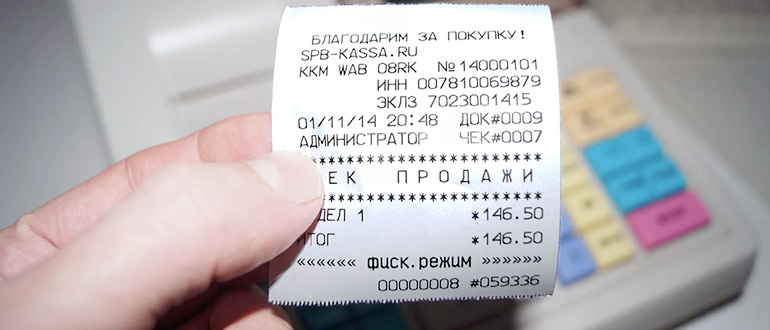 БЛАГОДАРИМ ЗА ПОКУПКУ!
SPB-KASSA.RU
ККМ WAB 08RK №14000101
ИНН 007810069879
ЭКЛЗ 7023001415
01/11/14 20:48 ДОК#0009
АДМИНИСТРАТОР ЧЕК#0007
************************
ЕК ПРОДАЖИ
************************
ДЕЛ 1 *146.50
ИТОГ *146.50
«««««« фиск.режим »»»»»»
00000008 #059336